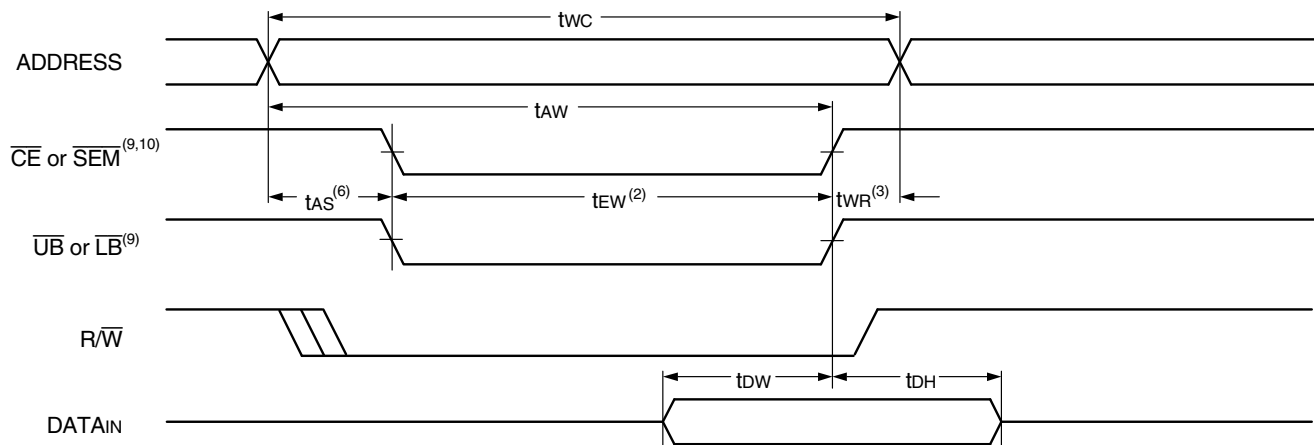 tWC
ADDRESS
tAW
CE or SEM(9,10)
tAS(6)
tEW(2)
tWR(3)
UB or LB(9)
R/W
tDW
tDH
DATAIN